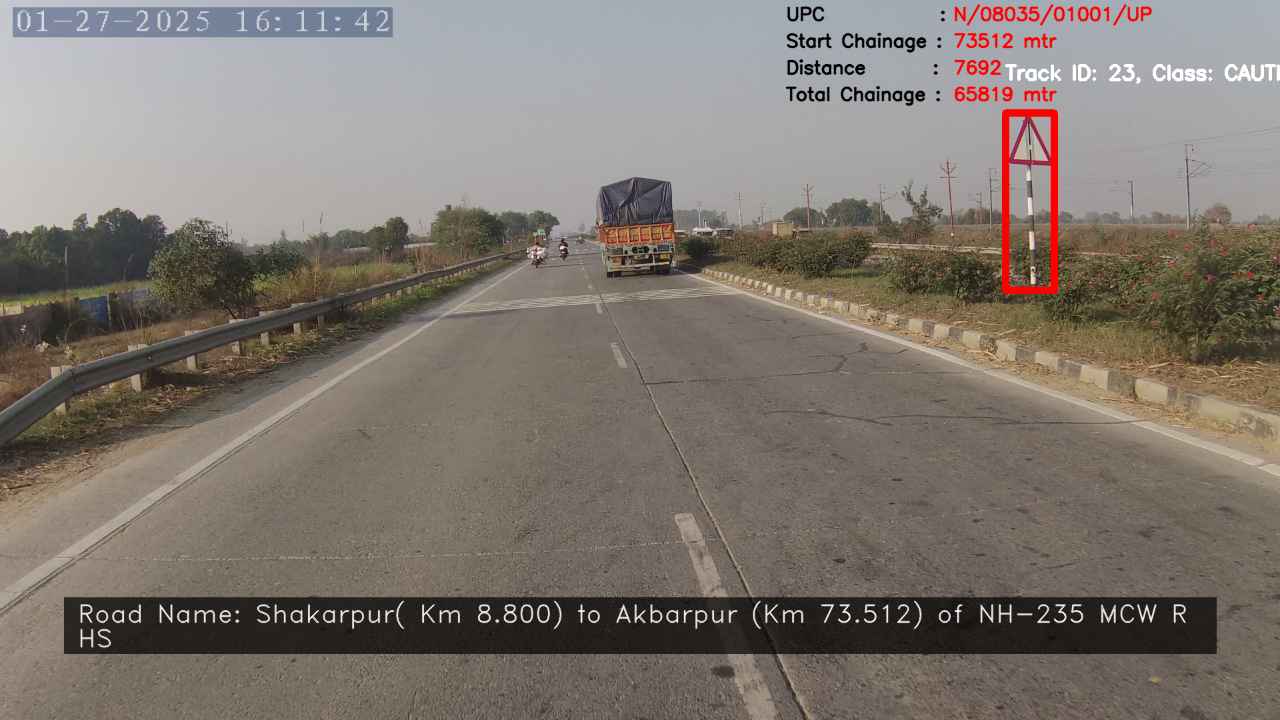 01-27-2025 16:11:42
UPC : N/08035/01001/UP
Start Chainage : 73512 mtr
Distance : 7692
Track ID: 23, Class: CAUTI
Total Chainage : 65819 mtr
Road Name: Shakarpur( Km 8.800) to Akbarpur (Km 73.512) of NH-235 MCW R
HS